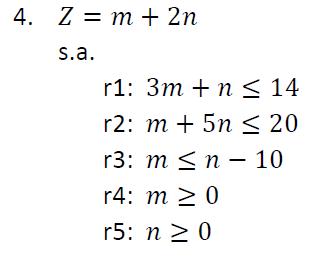 4. Z = m + 2n
s.a.
r1: 3m + n ≤ 14
r2: m + 5n ≤ 20
r3: m ≤ n − 10
r4: m ≥ 0
r5: n ≥ 0